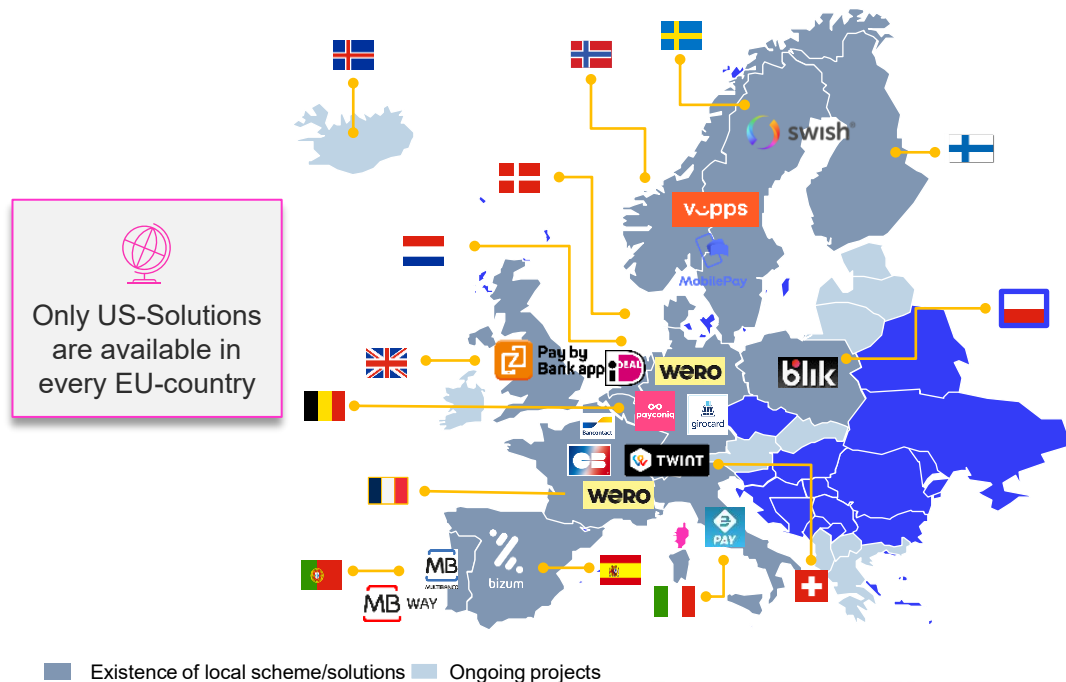 swish®
vipps
MobilePay
Only US-Solutions
are available in
every EU-country
Pay by
Bank app
iDEAL
wero
blik
payconiq
Bancontact
girocard
CB
TWINT
wero
PAY
MB
MULTIBANCO
bizum
MB WAY
Existence of local scheme/solutions
Ongoing projects